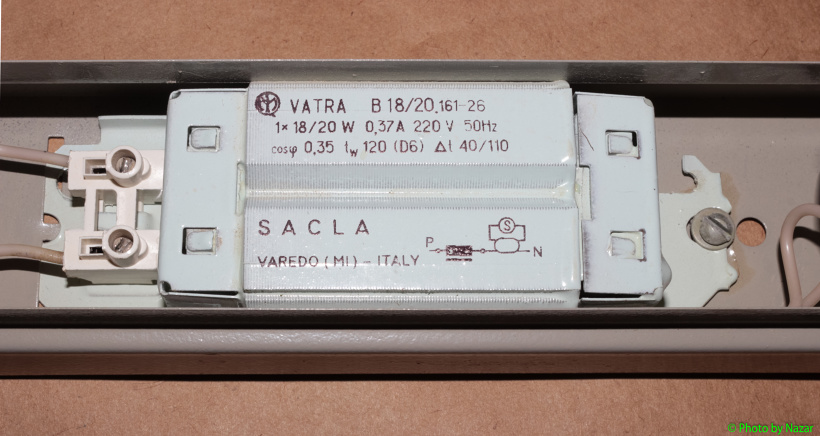 VATRA B 18/20.161-26
1× 18/20 W 0,37A 220 V 50Hz
cosφ 0,35 tw 120 (D6) Δt 40/110
SACLA
VAREDO (MI) - ITALY
P S N
© Photo by Nazar